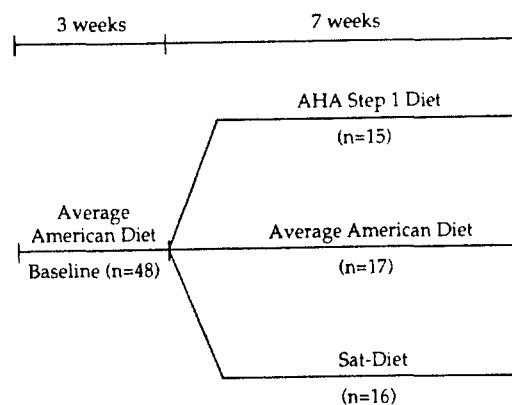 3 weeks
7 weeks
AHA Step 1 Diet
(n=15)
Average
American Diet
Baseline (n=48)
Average American Diet
(n=17)
Sat-Diet
(n=16)